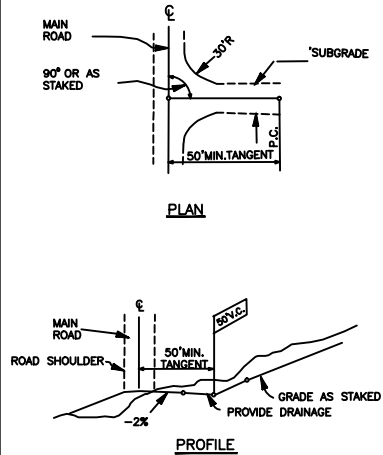 ℄
MAIN
ROAD
30'R
'SUBGRADE
90° OR AS
STAKED
P.C.
50'MIN.TANGENT
PLAN
℄
50'V.C.
MAIN
ROAD
50'MIN.
TANGENT
ROAD SHOULDER
GRADE AS STAKED
PROVIDE DRAINAGE
-2%
PROFILE